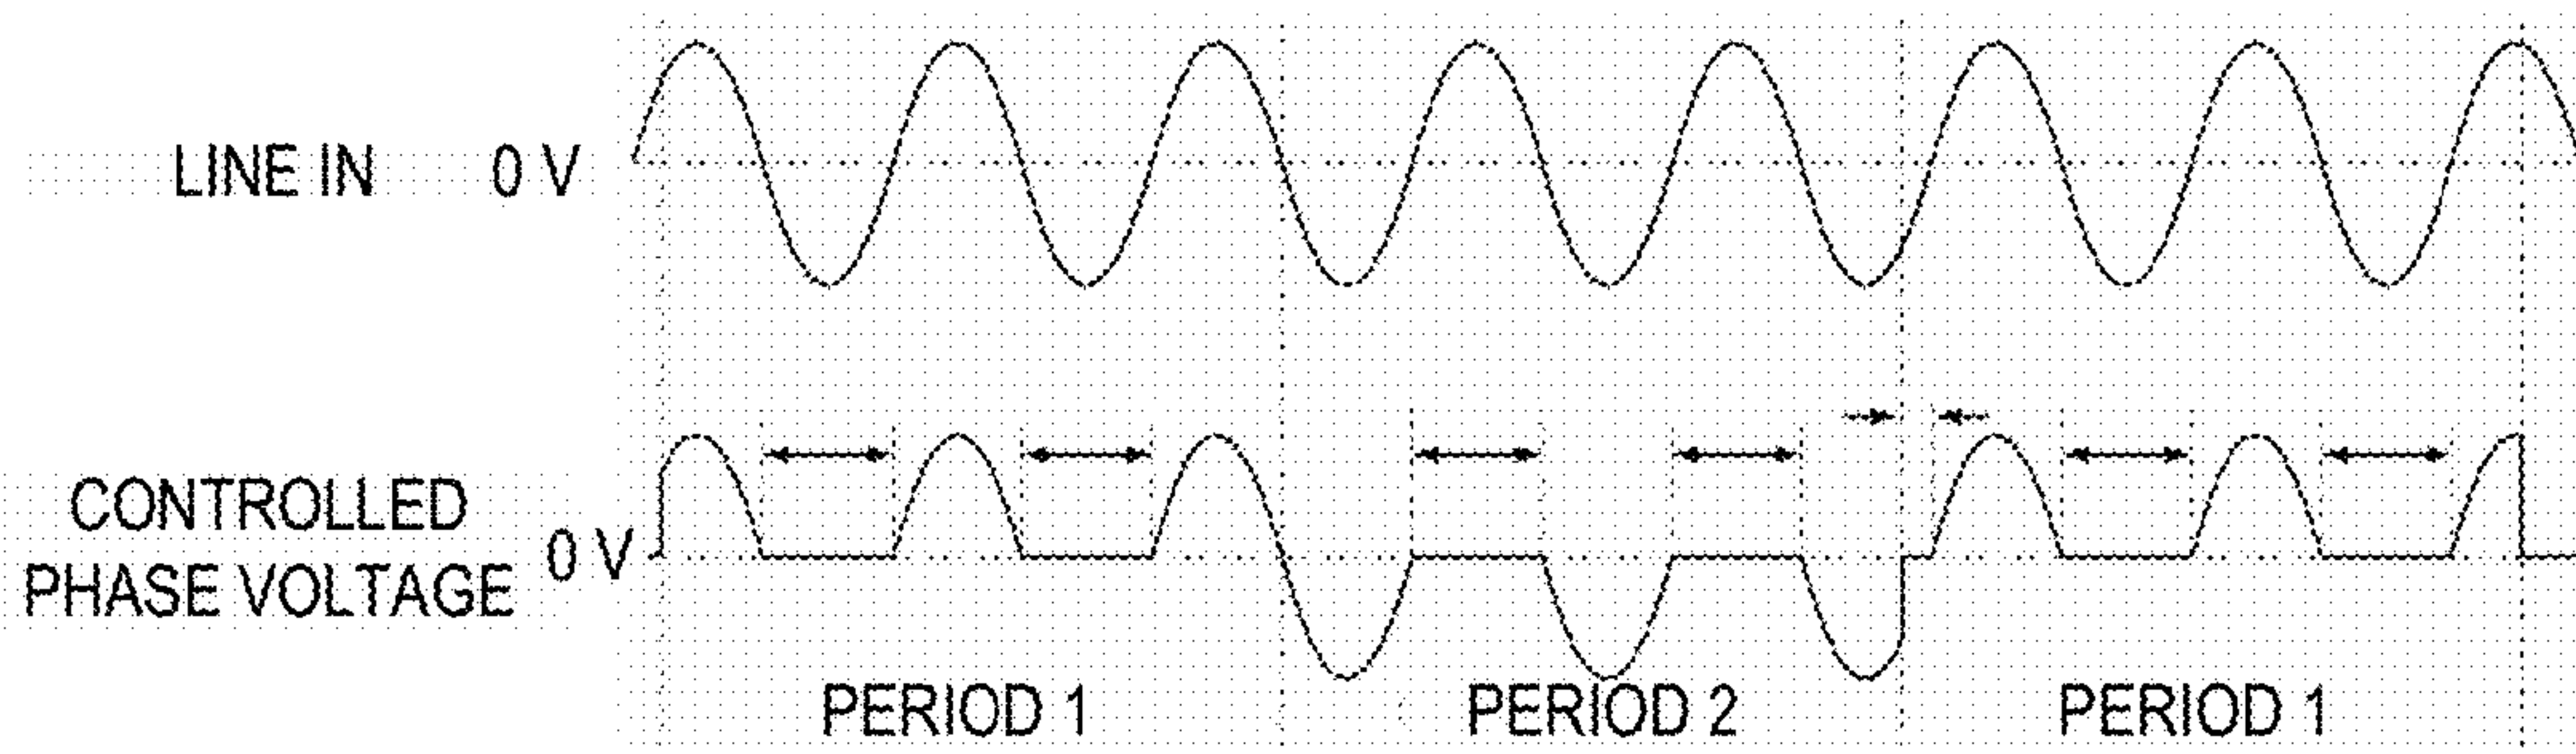 LINE IN 0 V
CONTROLLED
PHASE VOLTAGE 0 V
PERIOD 1 PERIOD 2 PERIOD 1